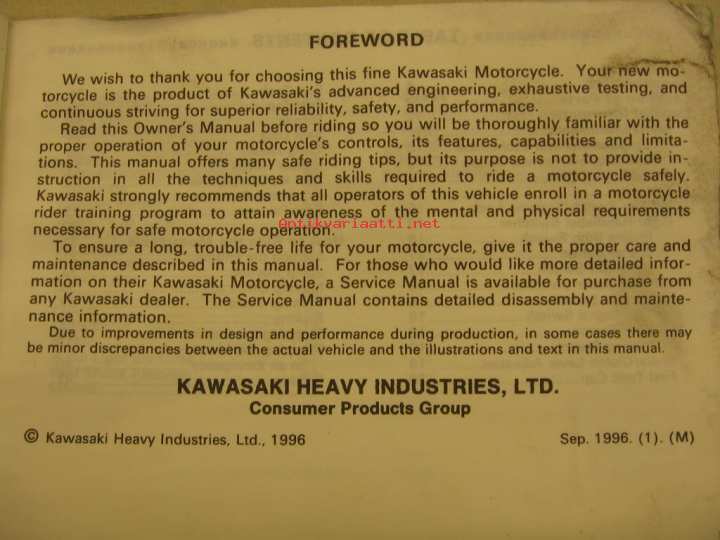 FOREWORD
We wish to thank you for choosing this fine Kawasaki Motorcycle. Your new mo-
torcycle is the product of Kawasaki's advanced engineering, exhaustive testing, and
continuous striving for superior reliability, safety, and performance.
Read this Owner's Manual before riding so you will be thoroughly familiar with the
proper operation of your motorcycle's controls, its features, capabilities and limita-
tions. This manual offers many safe riding tips, but its purpose is not to provide in-
struction in all the techniques and skills required to ride a motorcycle safely.
Kawasaki strongly recommends that all operators of this vehicle enroll in a motorcycle
rider training program to attain awareness of the mental and physical requirements
necessary for safe motorcycle operation.
Antikvariaatti.net
To ensure a long, trouble-free life for your motorcycle, give it the proper care and
maintenance described in this manual. For those who would like more detailed infor-
mation on their Kawasaki Motorcycle, a Service Manual is available for purchase from
any Kawasaki dealer. The Service Manual contains detailed disassembly and mainte-
nance information.
Due to improvements in design and performance during production, in some cases there may
be minor discrepancies between the actual vehicle and the illustrations and text in this manual.
KAWASAKI HEAVY INDUSTRIES, LTD.
Consumer Products Group
© Kawasaki Heavy Industries, Ltd., 1996 Sep. 1996. (1). (M)